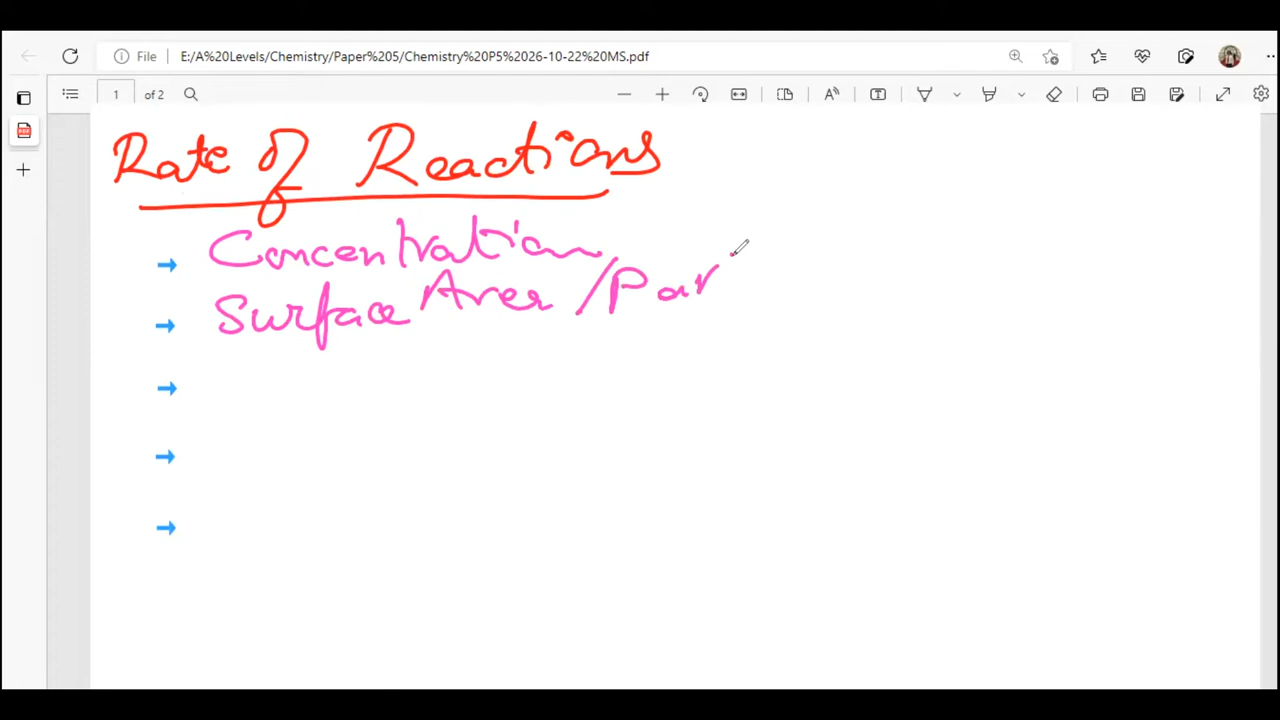 File E:/A%20Levels/Chemistry/Paper%205/Chemistry%20P5%2026-10-22%20MS.pdf
1 of 2
Rate of Reactions
→ Concentration
→ Surface Area /Par
→
→
→